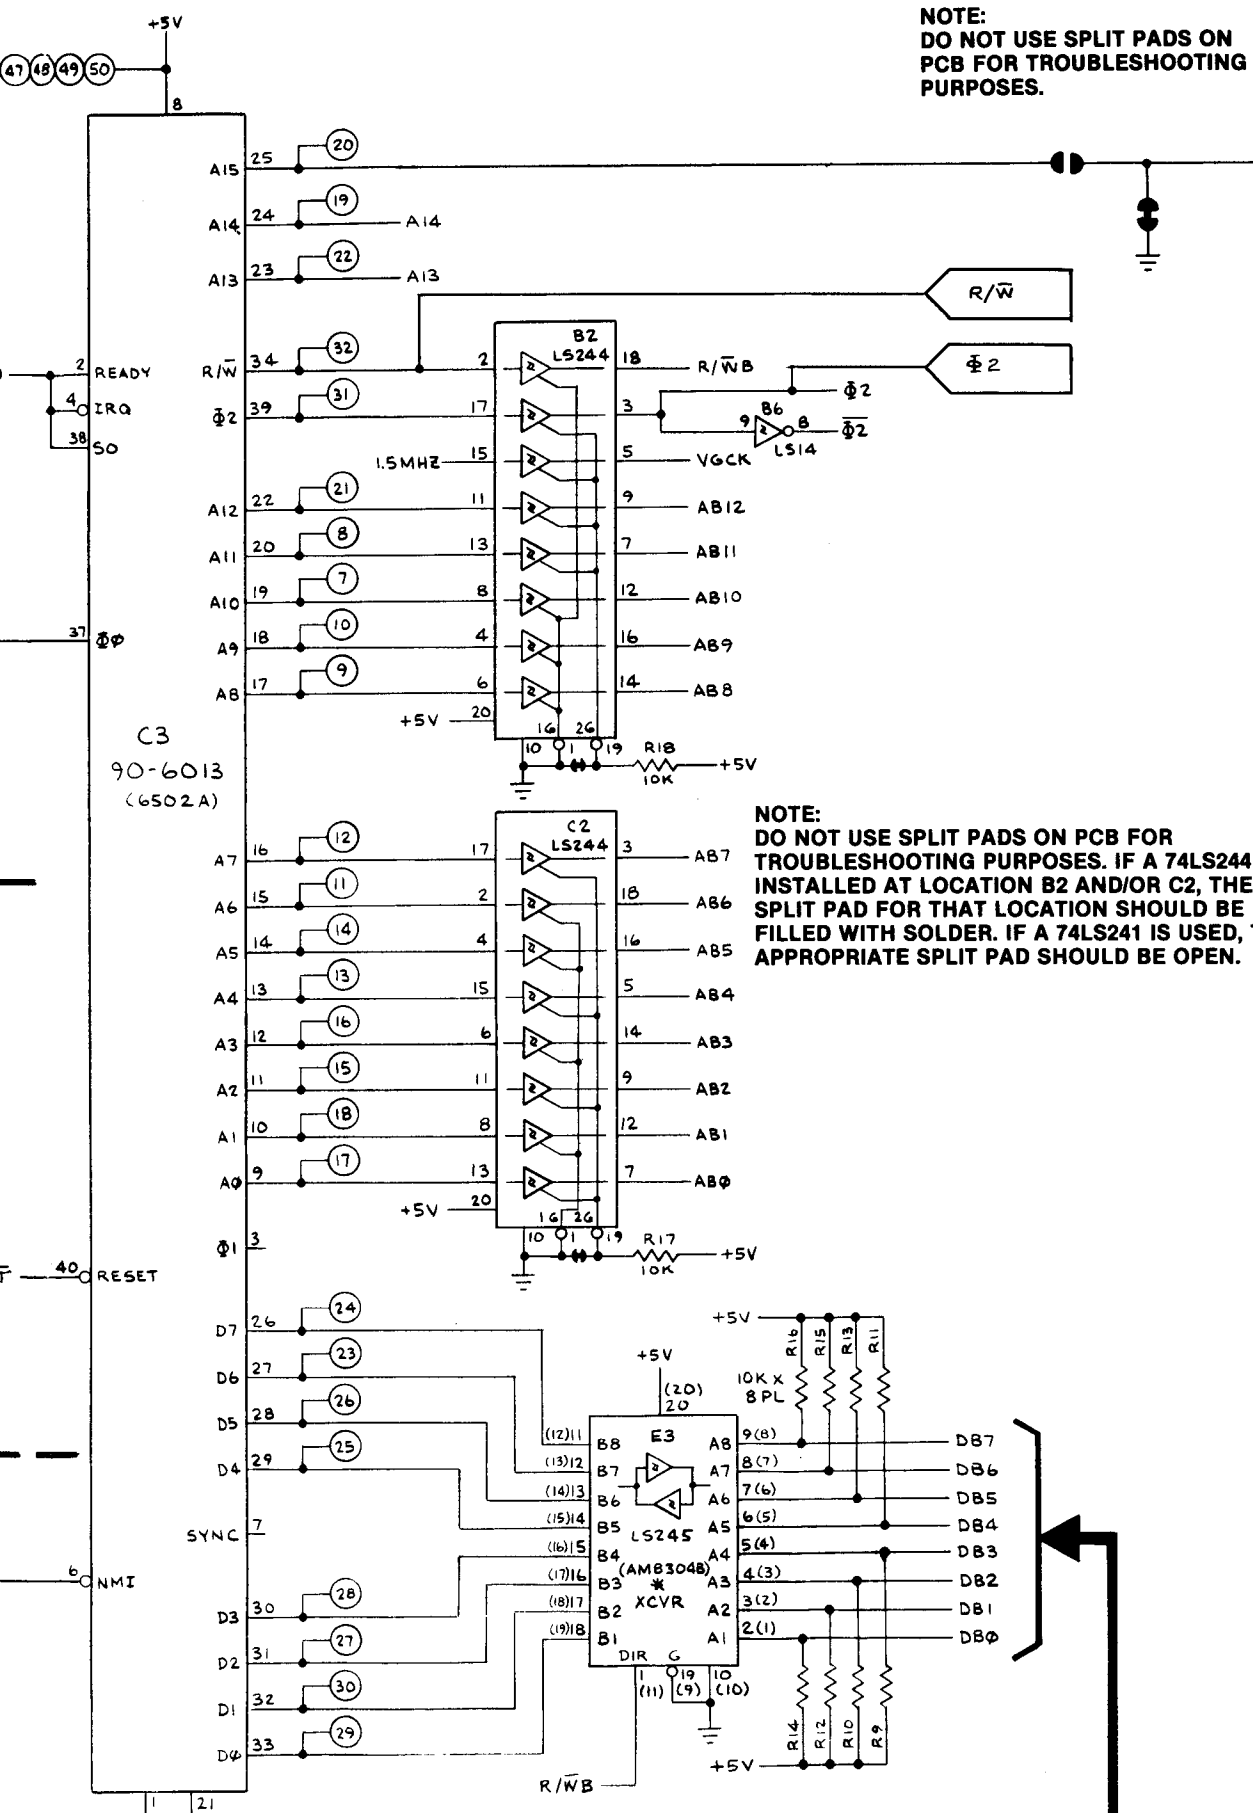 +5V
NOTE:
DO NOT USE SPLIT PADS ON
PCB FOR TROUBLESHOOTING
PURPOSES.
47 48 49 50
8
A15 25 20
A14 24 19 A14
A13 23 22 A13
R/W̅
B2
LS244
2 READY R/W̅ 34 32 2 18 R/W̅B
Φ2
4 IRQ Φ2 39 31 17 3 Φ2
B6
9 8 Φ̅2̅
LS14
38 SO
1.5MHZ 15 5 VGCK
A12 22 21 11 9 AB12
A11 20 8 13 7 AB11
A10 19 7 8 12 AB10
37 Φ0 A9 18 10 4 16 AB9
A8 17 9 6 14 AB8
+5V 20
1G 2G
C3
90-6013
(6502A)
10 1 19 R18 +5V
10K
NOTE:
DO NOT USE SPLIT PADS ON PCB FOR
TROUBLESHOOTING PURPOSES. IF A 74LS244
INSTALLED AT LOCATION B2 AND/OR C2, THE
SPLIT PAD FOR THAT LOCATION SHOULD BE
FILLED WITH SOLDER. IF A 74LS241 IS USED,
APPROPRIATE SPLIT PAD SHOULD BE OPEN.
C2
LS244
A7 16 12 17 3 AB7
A6 15 11 2 18 AB6
A5 14 14 4 16 AB5
A4 13 13 15 5 AB4
A3 12 16 6 14 AB3
A2 11 15 11 9 AB2
A1 10 18 8 12 AB1
A0 9 17 13 7 AB0
+5V 20
1G 2G
Φ1 3
10 1 19 R17 +5V
10K
40 RESET
D7 26 24
+5V R16 R15 R13 R11
D6 27 23
+5V
10K X
8 PL
(20)
20
D5 28 26
D4 29 25
E3
(12)11 B8 A8 9(8) DB7
(13)12 B7 A7 8(7) DB6
(14)13 B6 A6 7(6) DB5
(15)14 B5 A5 6(5) DB4
LS245
SYNC 7
(16)15 B4 A4 5(4) DB3
(AM8304B)
6 NMI
(17)16 B3 * A3 4(3) DB2
XCVR
(18)17 B2 A2 3(2) DB1
(19)18 B1 A1 2(1) DB0
D3 30 28
D2 31 27
DIR G
1 19 10
(11) (9) (10)
D1 32 30
D0 33 29
R14 R12 R10 R9
+5V
R/W̅B
1 21